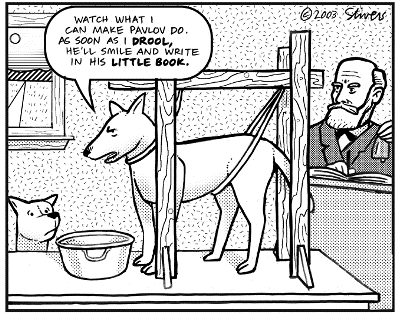 WATCH WHAT I
CAN MAKE PAVLOV DO.
AS SOON AS I DROOL,
HE'LL SMILE AND WRITE
IN HIS LITTLE BOOK.
© 2003 Stivers